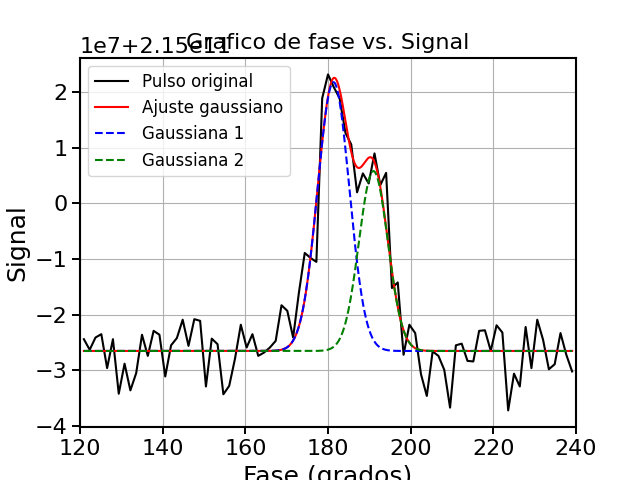 1e7+2.15e11
Grafico de fase vs. Signal
Pulso original
Ajuste gaussiano
Gaussiana 1
Gaussiana 2
Signal
2
1
0
−1
−2
−3
−4
120 140 160 180 200 220 240
Fase (grados)